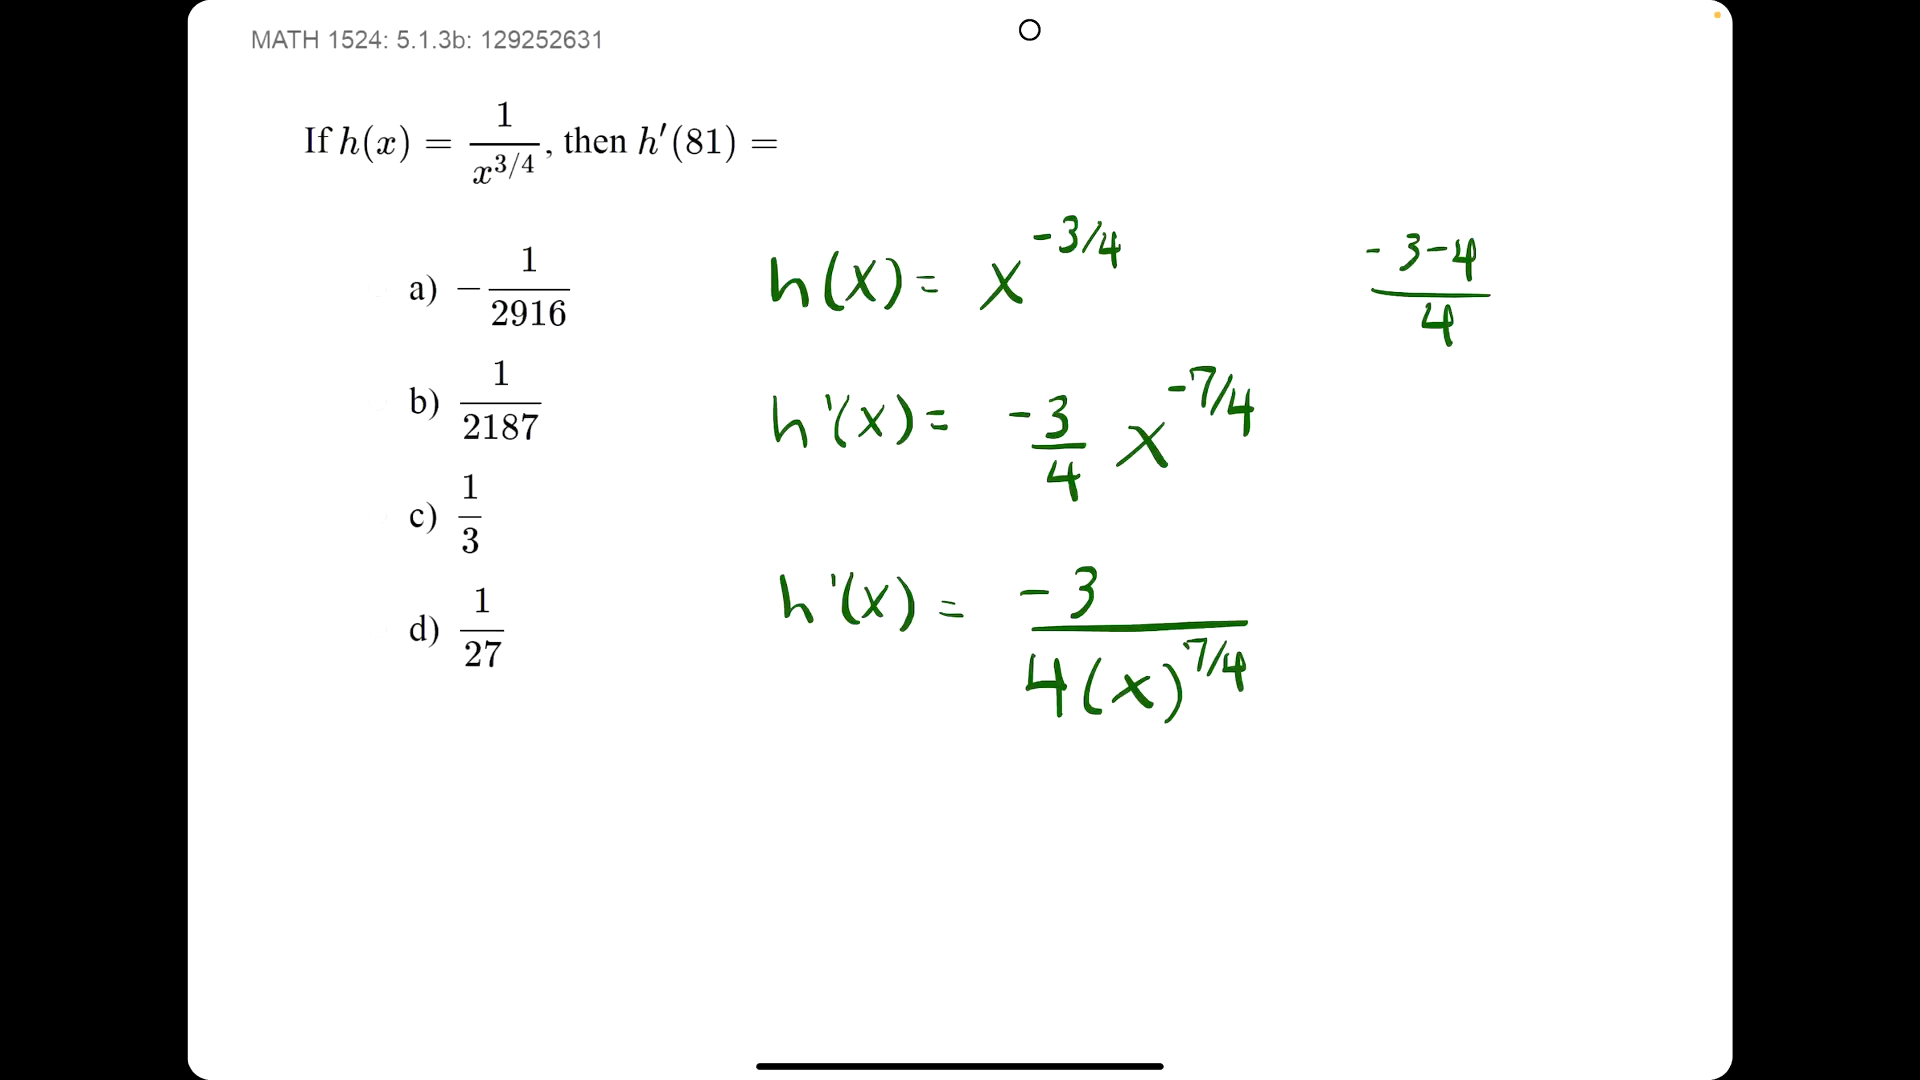 MATH 1524: 5.1.3b: 129252631
If h(x) = 1/x^{3/4}, then h′(81) =
a) −1/2916
b) 1/2187
c) 1/3
d) 1/27
h(x) = x^{-3/4}
(-3-4)/4
h'(x) = -3/4 x^{-7/4}
h'(x) = -3/(4(x)^{7/4})